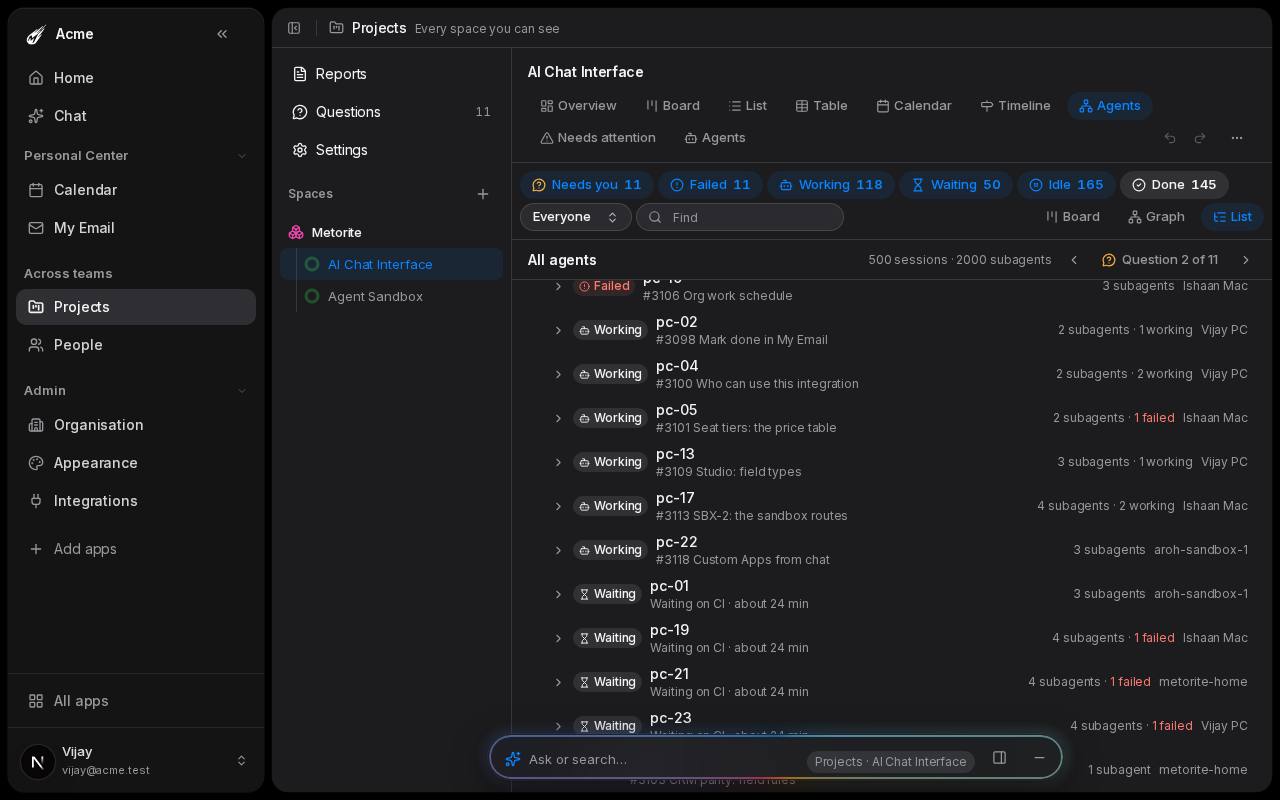 Acme
Home
Chat
Personal Center
Calendar
My Email
Across teams
Projects
People
Admin
Organisation
Appearance
Integrations
Add apps
All apps
N
Vijay
vijay@acme.test
Projects Every space you can see
Reports
Questions 11
Settings
Spaces
Metorite
AI Chat Interface
Agent Sandbox
AI Chat Interface
Overview Board List Table Calendar Timeline Agents
Needs attention Agents
Needs you 11 Failed 11 Working 118 Waiting 50 Idle 165 Done 145
Everyone Find Board Graph List
All agents 500 sessions · 2000 subagents Question 2 of 11
Failed
#3106 Org work schedule 3 subagents Ishaan Mac
Working pc-02 2 subagents · 1 working Vijay PC
#3098 Mark done in My Email
Working pc-04 2 subagents · 2 working Vijay PC
#3100 Who can use this integration
Working pc-05 2 subagents · 1 failed Ishaan Mac
#3101 Seat tiers: the price table
Working pc-13 3 subagents · 1 working Vijay PC
#3109 Studio: field types
Working pc-17 4 subagents · 2 working Vijay PC
#3113 SBX-2: the sandbox routes
Working pc-22 3 subagents aroh-sandbox-1
#3118 Custom Apps from chat
Waiting pc-01 3 subagents aroh-sandbox-1
Waiting on CI · about 24 min
Waiting pc-19 4 subagents · 1 failed Ishaan Mac
Waiting on CI · about 24 min
Waiting pc-21 4 subagents · 1 failed metorite-home
Waiting on CI · about 24 min
Waiting pc-23 4 subagents · 1 failed Vijay PC
Ask or search… Projects · AI Chat Interface
1 subagent metorite-home